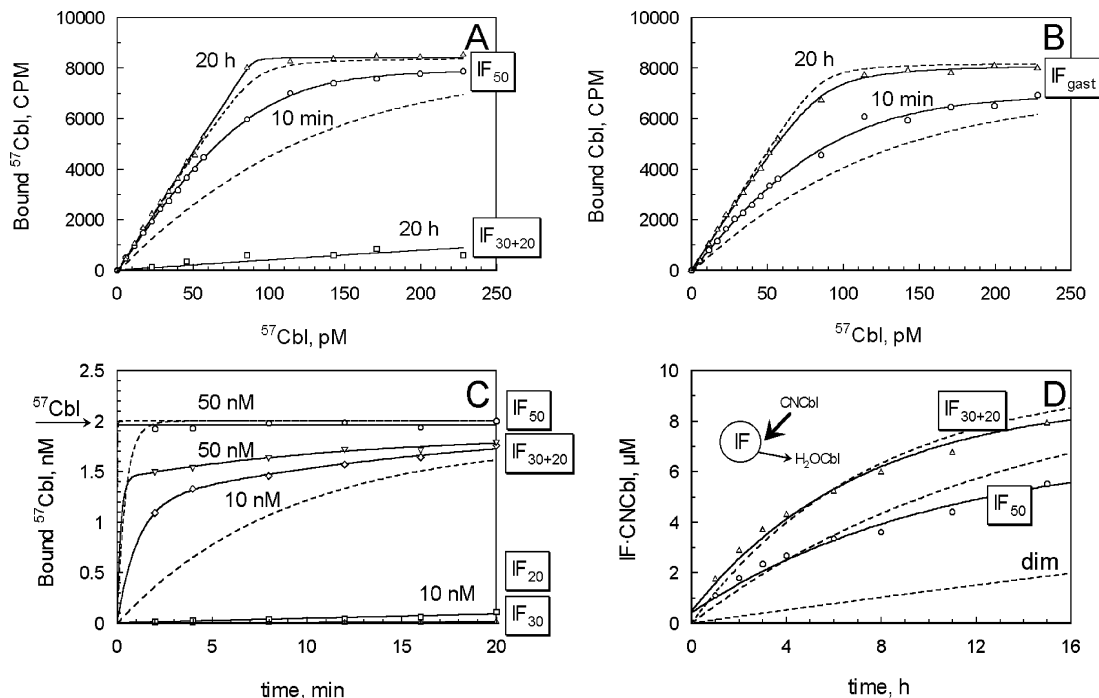 A
10000
8000
6000
4000
2000
0
Bound ⁵⁷Cbl, CPM
20 h
IF₅₀
10 min
20 h
IF₃₀₊₂₀
0 50 100 150 200 250
⁵⁷Cbl, pM
B
10000
8000
6000
4000
2000
0
Bound Cbl, CPM
20 h
IF_gast
10 min
0 50 100 150 200 250
⁵⁷Cbl, pM
C
2.5
2
1.5
1
0.5
0
⁵⁷Cbl
Bound ⁵⁷Cbl, nM
50 nM
IF₅₀
50 nM
IF₃₀₊₂₀
10 nM
IF₂₀
10 nM
IF₃₀
0 5 10 15 20
time, min
D
10
8
6
4
2
0
IF·CNCbl, µM
CNCbl
IF
H₂OCbl
IF₃₀₊₂₀
IF₅₀
dim
0 4 8 12 16
time, h